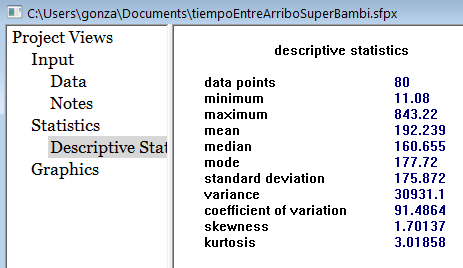 C:\Users\gonza\Documents\tiempoEntreArriboSuperBambi.sfpx
Project Views
Input
Data
Notes
Statistics
Descriptive Stat
Graphics
descriptive statistics
data points 80
minimum 11.08
maximum 843.22
mean 192.239
median 160.655
mode 177.72
standard deviation 175.872
variance 30931.1
coefficient of variation 91.4864
skewness 1.70137
kurtosis 3.01858